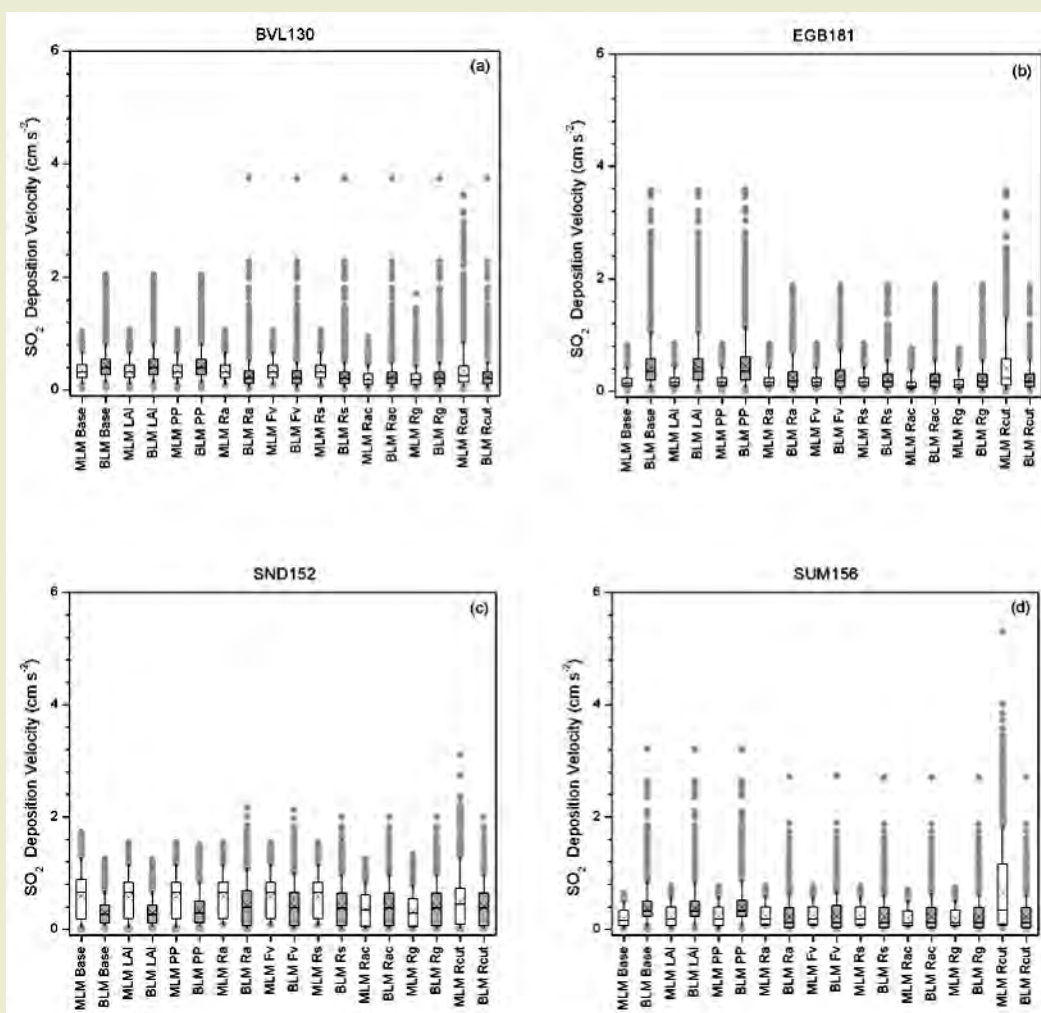 BVL130
(a)
SO2 Deposition Velocity (cm s-2)
6
4
2
0
MLM Base
BLM Base
MLM LAI
BLM LAI
MLM PP
BLM PP
MLM Ra
BLM Ra
MLM Fv
BLM Fv
MLM Rs
BLM Rs
MLM Rac
BLM Rac
MLM Rg
BLM Rg
MLM Rcut
BLM Rcut
EGB181
(b)
SO2 Deposition Velocity (cm s-2)
6
4
2
0
MLM Base
BLM Base
MLM LAI
BLM LAI
MLM PP
BLM PP
MLM Ra
BLM Ra
MLM Fv
BLM Fv
MLM Rs
BLM Rs
MLM Rac
BLM Rac
MLM Rg
BLM Rg
MLM Rcut
BLM Rcut
SND152
(c)
SO2 Deposition Velocity (cm s-2)
6
4
2
0
MLM Base
BLM Base
MLM LAI
BLM LAI
MLM PP
BLM PP
MLM Ra
BLM Ra
MLM Fv
BLM Fv
MLM Rs
BLM Rs
MLM Rac
BLM Rac
MLM Rg
BLM Rg
MLM Rcut
BLM Rcut
SUM156
(d)
SO2 Deposition Velocity (cm s-2)
6
4
2
0
MLM Base
BLM Base
MLM LAI
BLM LAI
MLM PP
BLM PP
MLM Ra
BLM Ra
MLM Fv
BLM Fv
MLM Rs
BLM Rs
MLM Rac
BLM Rac
MLM Rg
BLM Rg
MLM Rcut
BLM Rcut